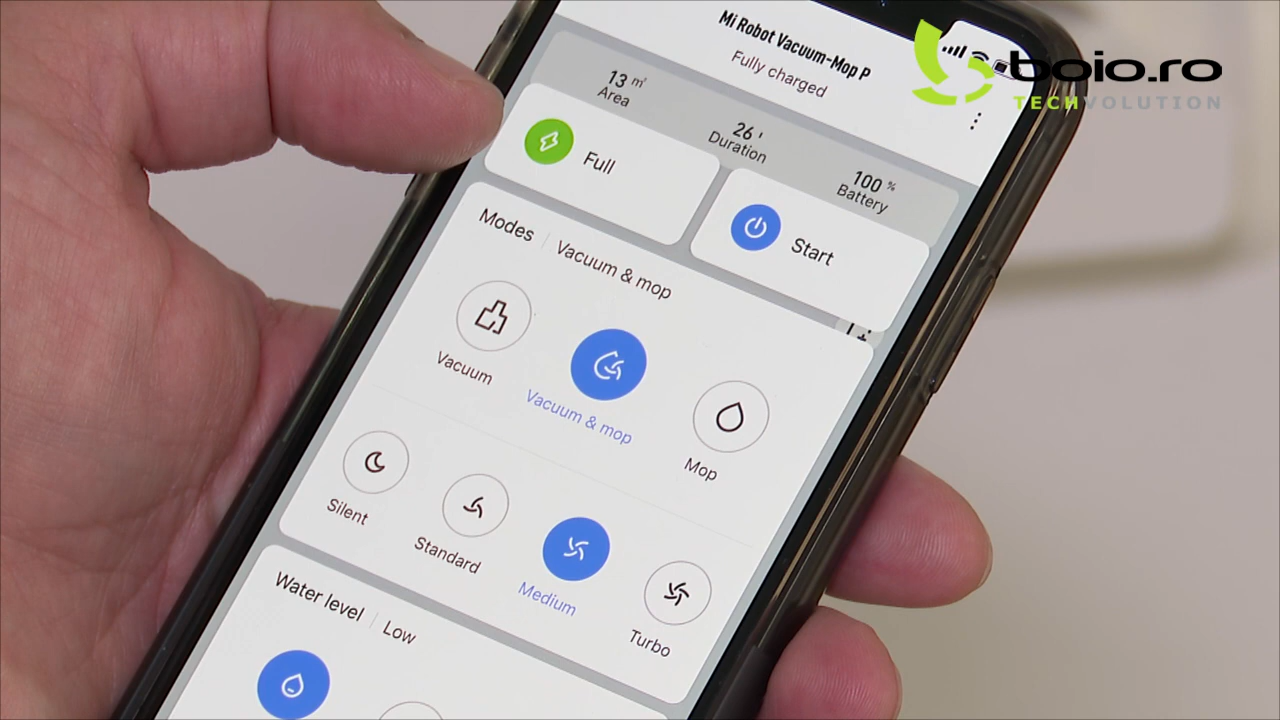 Mi Robot Vacuum-Mop P
Fully charged
boio.ro
TECHVOLUTION
13 m²
Area
26 '
Duration
100 %
Battery
Full
Start
Modes | Vacuum & mop
Vacuum
Vacuum & mop
Mop
Silent
Standard
Medium
Turbo
Water level | Low